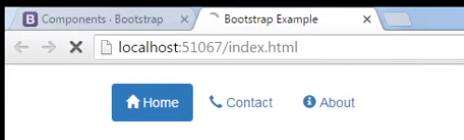 B Components · Bootstrap × Bootstrap Example ×
localhost:51067/index.html
Home Contact About